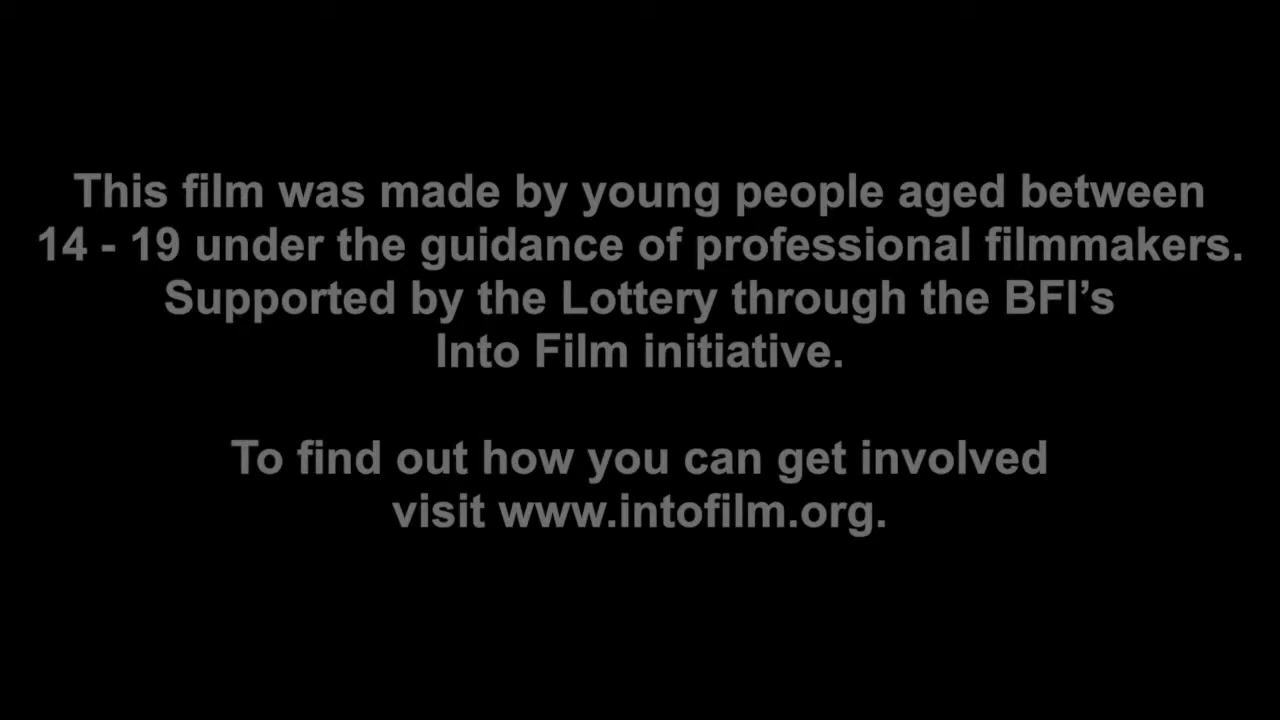 This film was made by young people aged between
14 - 19 under the guidance of professional filmmakers.
Supported by the Lottery through the BFI’s
Into Film initiative.
To find out how you can get involved
visit www.intofilm.org.